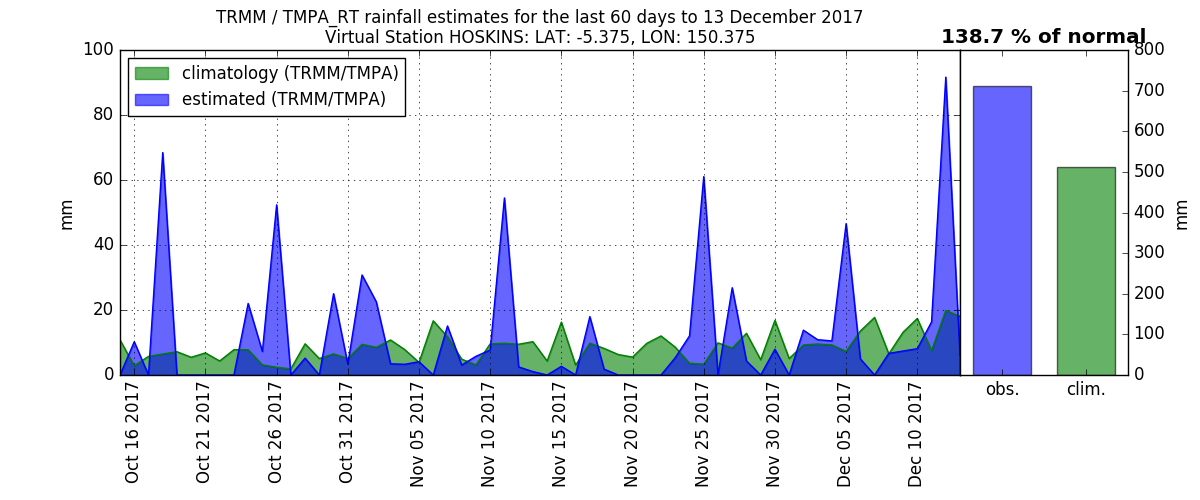 TRMM / TMPA_RT rainfall estimates for the last 60 days to 13 December 2017
Virtual Station HOSKINS: LAT: -5.375, LON: 150.375
138.7 % of normal
climatology (TRMM/TMPA)
estimated (TRMM/TMPA)
100
80
60
40
20
0
mm
Oct 16 2017
Oct 21 2017
Oct 26 2017
Oct 31 2017
Nov 05 2017
Nov 10 2017
Nov 15 2017
Nov 20 2017
Nov 25 2017
Nov 30 2017
Dec 05 2017
Dec 10 2017
obs.
clim.
800
700
600
500
400
300
200
100
0
mm